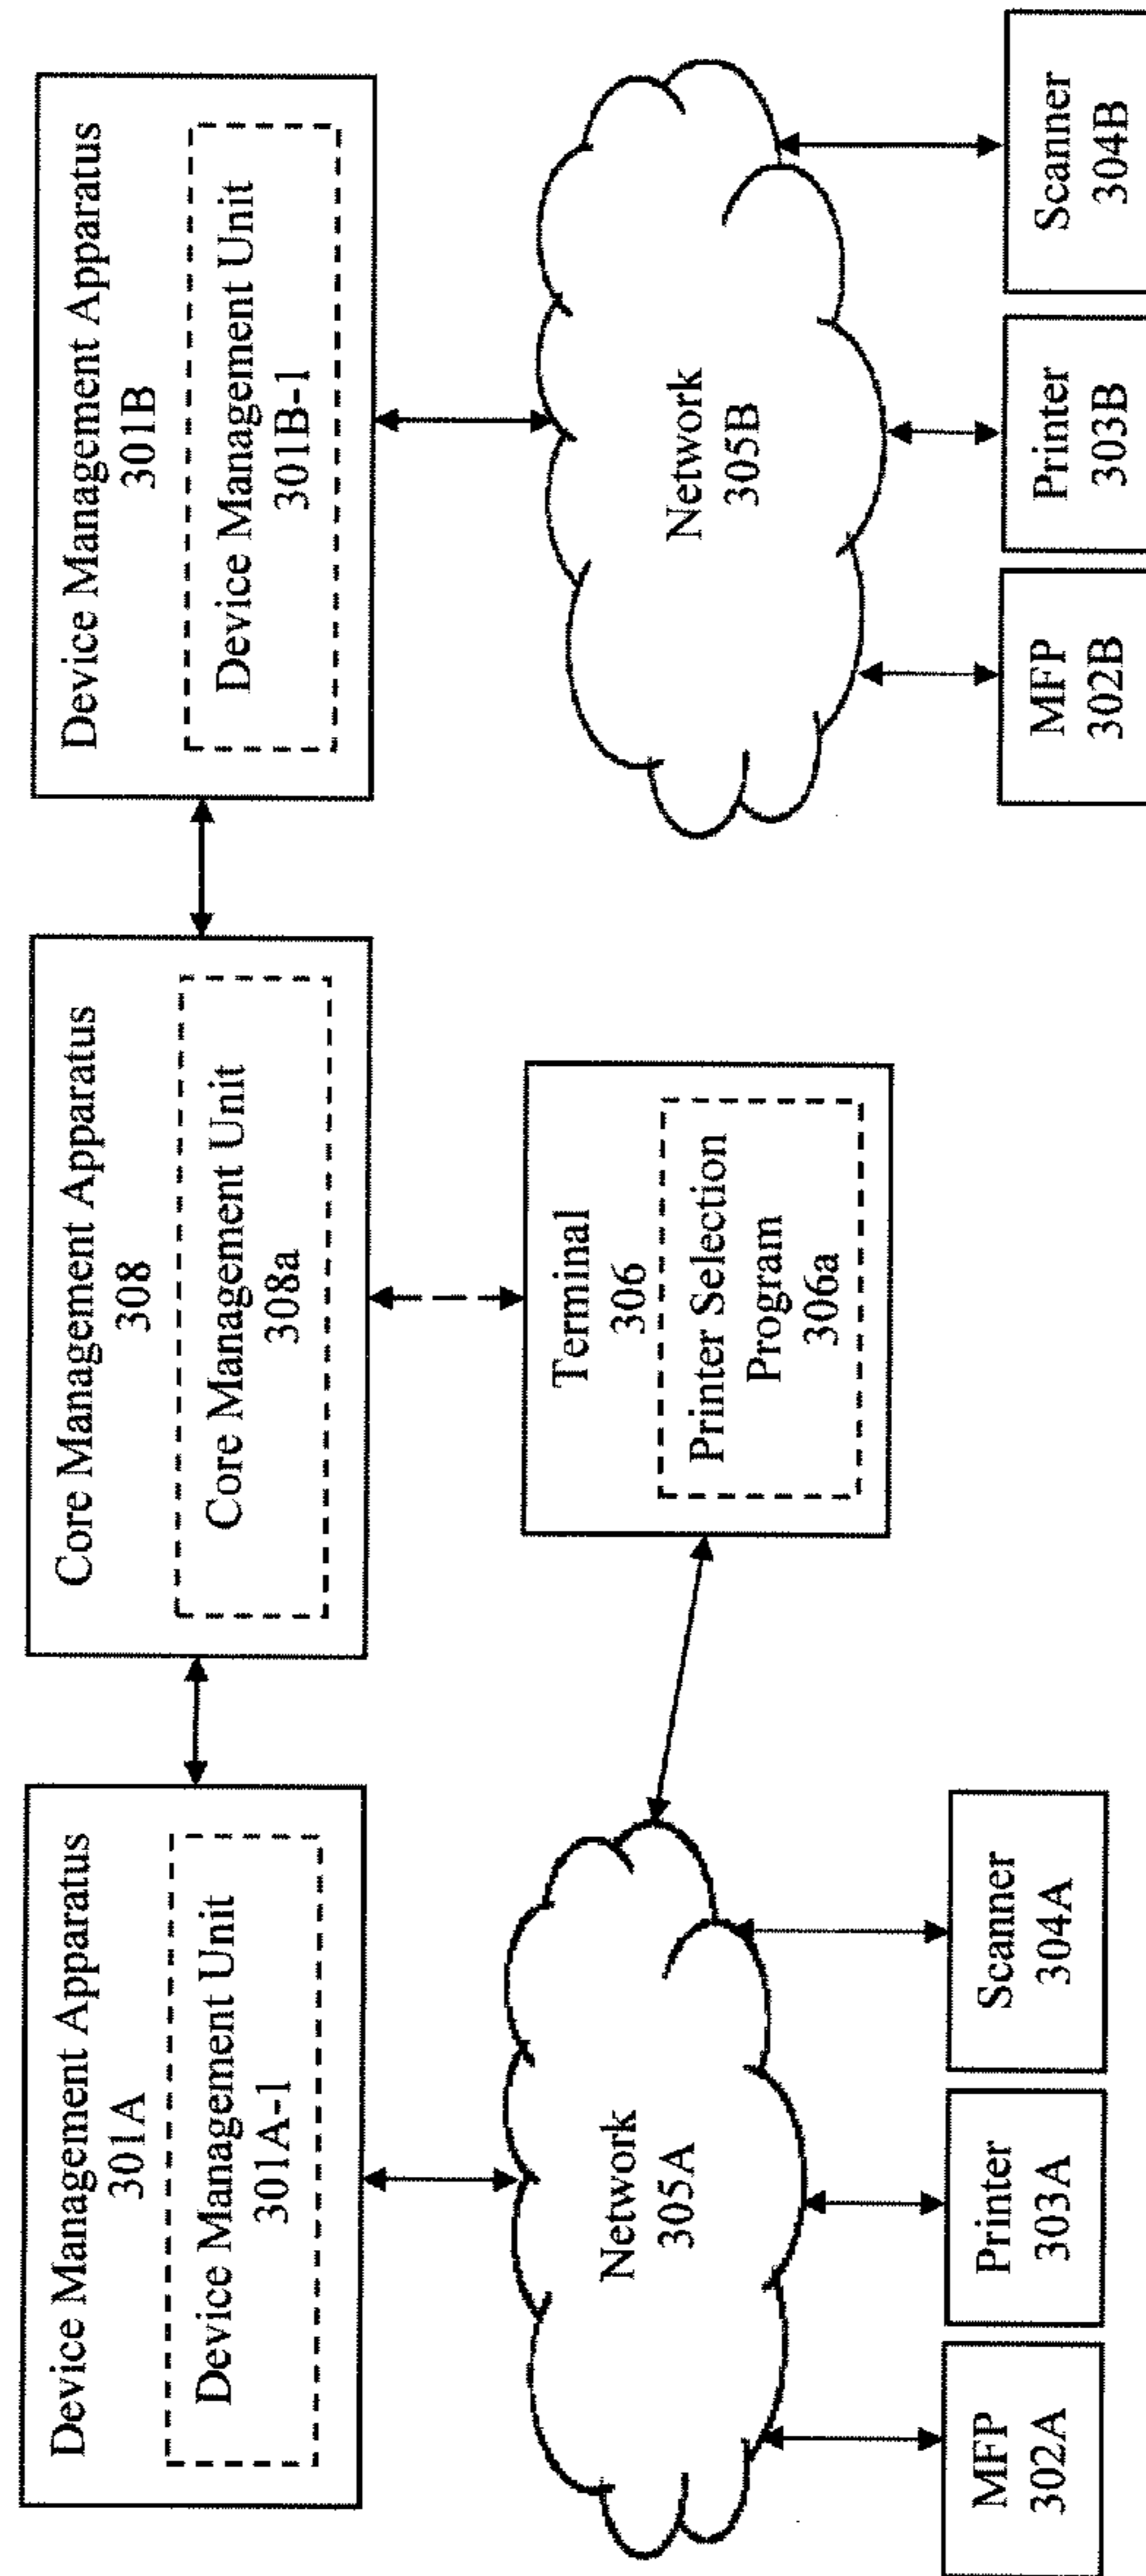 Device Management Apparatus
301A
Device Management Unit
301A-1
Core Management Apparatus
308
Core Management Unit
308a
Device Management Apparatus
301B
Device Management Unit
301B-1
Network
305A
Terminal
306
Printer Selection
Program
306a
Network
305B
MFP
302A
Printer
303A
Scanner
304A
MFP
302B
Printer
303B
Scanner
304B